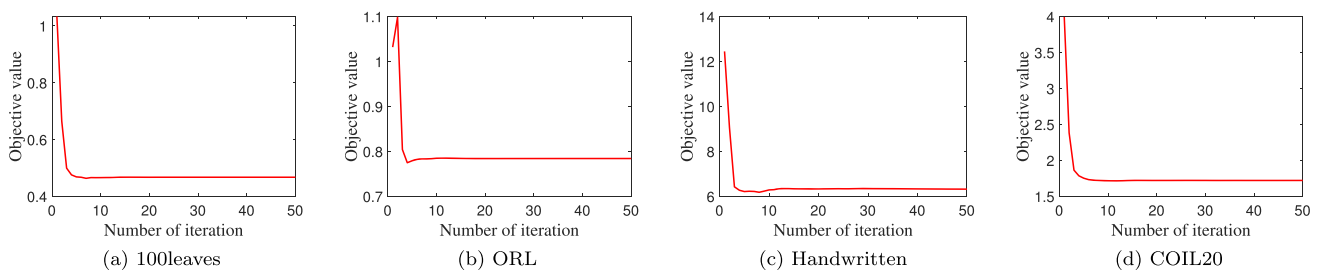 Objective value
1
0.8
0.6
0.4
0 10 20 30 40 50
Number of iteration
(a) 100leaves
Objective value
1.1
1
0.9
0.8
0.7
0 10 20 30 40 50
Number of iteration
(b) ORL
Objective value
14
12
10
8
6
0 10 20 30 40 50
Number of iteration
(c) Handwritten
Objective value
4
3.5
3
2.5
2
1.5
0 10 20 30 40 50
Number of iteration
(d) COIL20